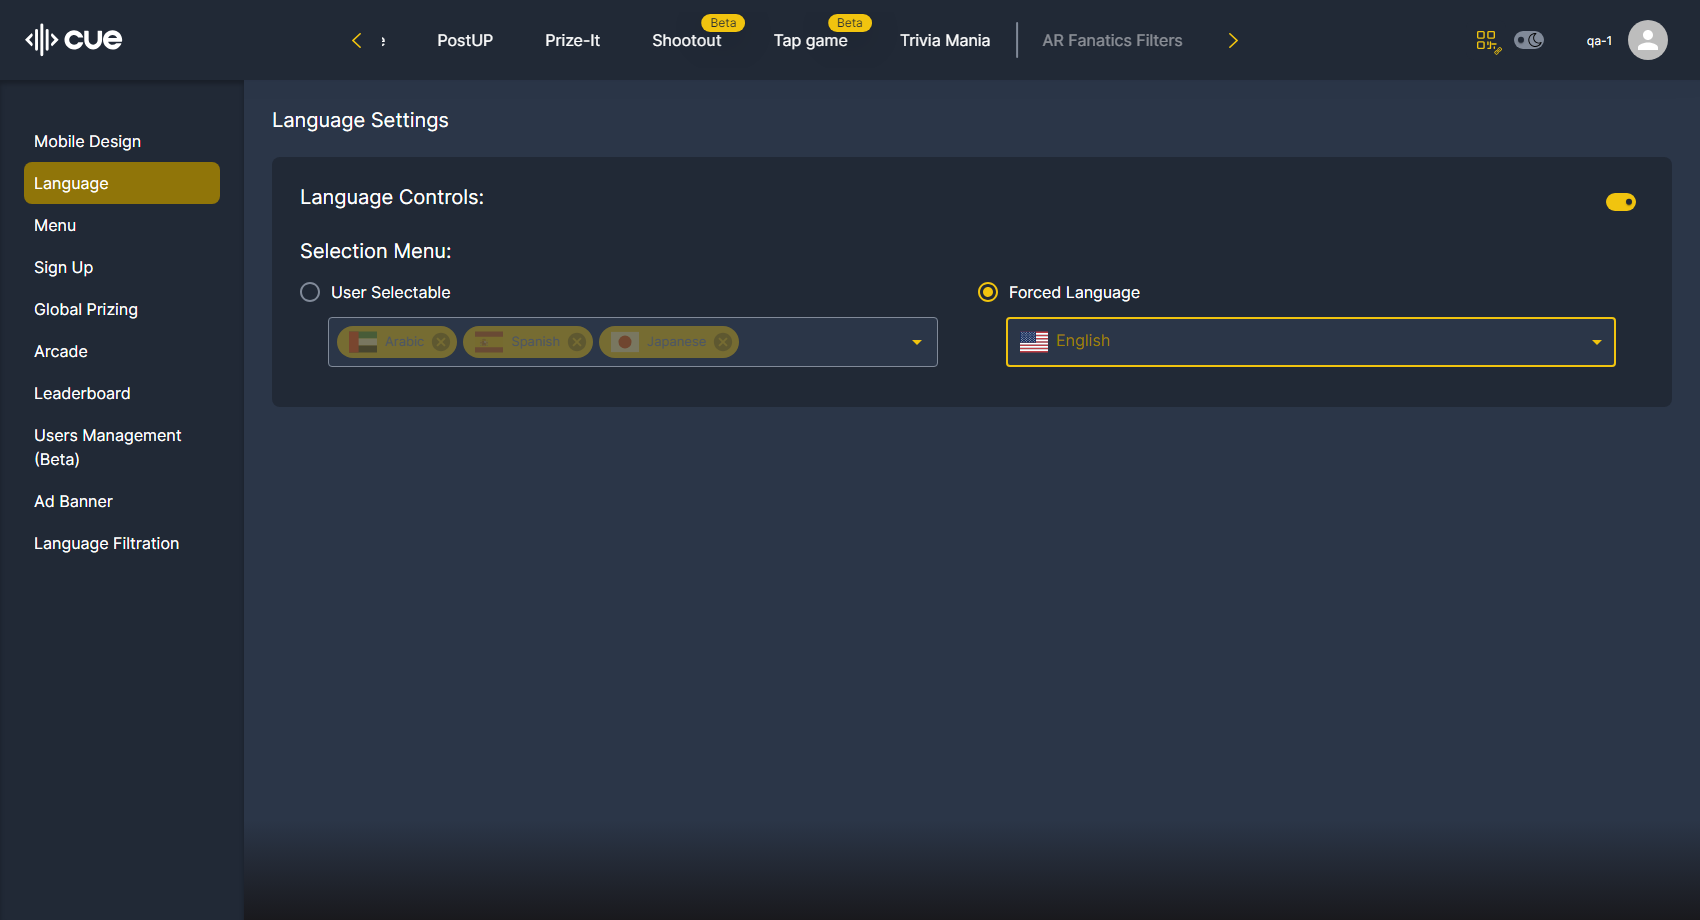 cue
PostUP
Prize-It
Shootout
Beta
Tap game
Beta
Trivia Mania
AR Fanatics Filters
qa-1
Mobile Design
Language
Menu
Sign Up
Global Prizing
Arcade
Leaderboard
Users Management
(Beta)
Ad Banner
Language Filtration
Language Settings
Language Controls:
Selection Menu:
User Selectable
Arabic
Spanish
Japanese
Forced Language
English